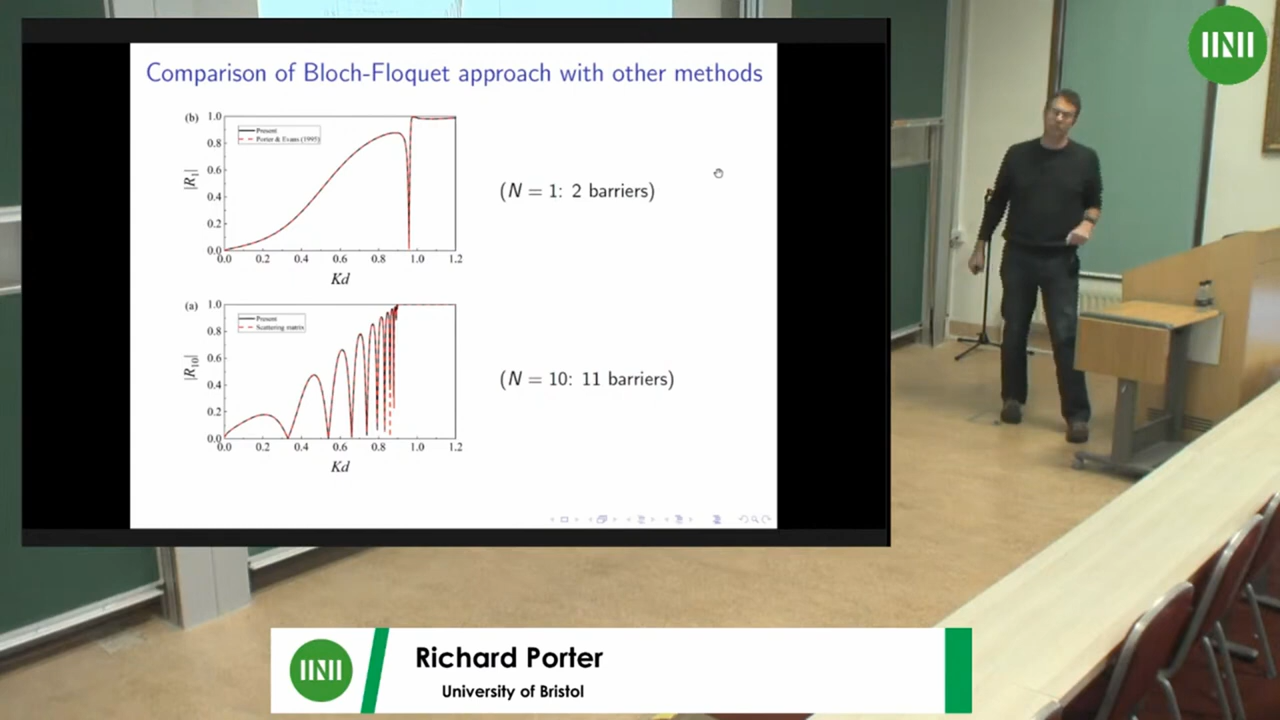 Comparison of Bloch-Floquet approach with other methods
(b)
1.0
0.8
0.6
0.4
0.2
0.0
|R₁|
Present
Porter & Evans (1995)
0.0 0.2 0.4 0.6 0.8 1.0 1.2
Kd
(N = 1: 2 barriers)
(a)
1.0
0.8
0.6
0.4
0.2
0.0
|R₁₀|
Present
Scattering matrix
0.0 0.2 0.4 0.6 0.8 1.0 1.2
Kd
(N = 10: 11 barriers)
Richard Porter
University of Bristol